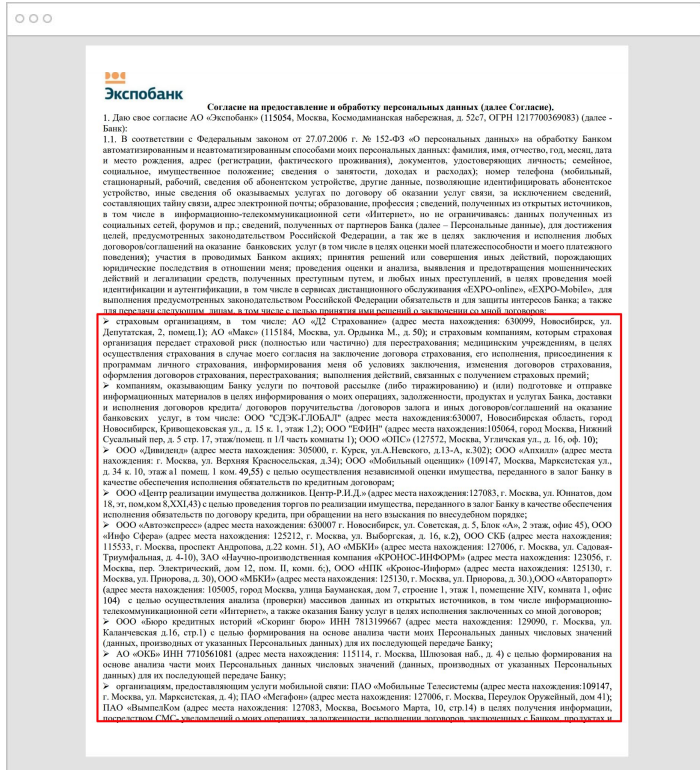 Экспобанк
Согласие на предоставление и обработку персональных данных (далее Согласие).
1. Даю свое согласие АО «Экспобанк» (115054, Москва, Космодамианская набережная, д. 52с7, ОГРН 1217700369083) (далее -
Банк):
1.1. В соответствии с Федеральным законом от 27.07.2006 г. № 152-ФЗ «О персональных данных» на обработку Банком
автоматизированным и неавтоматизированным способами моих персональных данных: фамилия, имя, отчество, год, месяц, дата
и место рождения, адрес (регистрации, фактического проживания), документов, удостоверяющих личность; семейное,
социальное, имущественное положение; сведения о занятости, доходах и расходах); номер телефона (мобильный,
стационарный, рабочий, сведения об абонентском устройстве, другие данные, позволяющие идентифицировать абонентское
устройство, иные сведения об оказываемых услугах по договору об оказании услуг связи, за исключением сведений,
составляющих тайну связи, адрес электронной почты; образование, профессия ; сведений, полученных из открытых источников,
в том числе в информационно-телекоммуникационной сети «Интернет», но не ограничиваясь: данных полученных из
социальных сетей, форумов и пр.; сведений, полученных от партнеров Банка (далее – Персональные данные), для достижения
целей, предусмотренных законодательством Российской Федерации, а так же в целях заключения и исполнения любых
договоров/соглашений на оказание банковских услуг (в том числе в целях оценки моей платежеспособности и моего платежного
поведения); участия в проводимых Банком акциях; принятия решений или совершения иных действий, порождающих
юридические последствия в отношении меня; проведения оценки и анализа, выявления и предотвращения мошеннических
действий и легализации средств, полученных преступным путем, и любых иных преступлений, в целях проведения моей
идентификации и аутентификации, в том числе в сервисах дистанционного обслуживания «EXPO-online», «EXPO-Mobile», для
выполнения предусмотренных законодательством Российской Федерации обязательств и для защиты интересов Банка; а также
для передачи следующим лицам, в том числе с целью принятия ими решений о заключении со мной договоров:
➢ страховым организациям, в том числе: АО «Д2 Страхование» (адрес места нахождения: 630099, Новосибирск, ул.
Депутатская, 2, помещ.1); АО «Макс» (115184, Москва, ул. Ордынка М., д. 50); и страховым компаниям, которым страховая
организация передает страховой риск (полностью или частично) для перестрахования; медицинским учреждениям, в целях
осуществления страхования в случае моего согласия на заключение договора страхования, его исполнения, присоединения к
программам личного страхования, информирования меня об условиях заключения, изменения договоров страхования,
оформления договоров страхования, перестрахования; выполнения действий, связанных с получением страховых премий;
➢ компаниям, оказывающим Банку услуги по почтовой рассылке (либо тиражированию) и (или) подготовке и отправке
информационных материалов в целях информирования о моих операциях, задолженности, продуктах и услугах Банка, доставки
и исполнения договоров кредита/ договоров поручительства /договоров залога и иных договоров/соглашений на оказание
банковских услуг, в том числе: ООО "СДЭК-ГЛОБАЛ" (адрес места нахождения:630007, Новосибирская область, город
Новосибирск, Кривощековская ул., д. 15 к. 1, этаж 1,2); ООО "ЕФИН" (адрес места нахождения:105064, город Москва, Нижний
Сусальный пер, д. 5 стр. 17, этаж/помещ. п 1/I часть комнаты 1); ООО «ОПС» (127572, Москва, Угличская ул., д. 16, оф. 10);
➢ ООО «Дивиденд» (адрес места нахождения: 305000, г. Курск, ул.А.Невского, д.13-А, к.302); ООО «Апхилл» (адрес места
нахождения: г. Москва, ул. Верхняя Красносельская, д.34); ООО «Мобильный оценщик» (109147, Москва, Марксистская ул.,
д. 34 к. 10, этаж а1 помещ. 1 ком. 49,55) с целью осуществления независимой оценки имущества, переданного в залог Банку в
качестве обеспечения исполнения обязательств по кредитным договорам;
➢ ООО «Центр реализации имущества должников. Центр-Р.И.Д.» (адрес места нахождения:127083, г. Москва, ул. Юннатов, дом
18, эт, пом,ком 8,XXI,43) с целью проведения торгов по реализации имущества, переданного в залог Банку в качестве обеспечения
исполнения обязательств по договору кредита, при обращении на него взыскания по внесудебном порядке;
➢ ООО «Автоэкспресс» (адрес места нахождения: 630007 г. Новосибирск, ул. Советская, д. 5, Блок «А», 2 этаж, офис 45), ООО
«Инфо Сфера» (адрес места нахождения: 125212, г. Москва, ул. Выборгская, д. 16, к.2), ООО СКБ (адрес места нахождения:
115533, г. Москва, проспект Андропова, д.22 комн. 51), АО «МБКИ» (адрес места нахождения: 127006, г. Москва, ул. Садовая-
Триумфальная, д. 4-10), ЗАО «Научно-производственная компания «КРОНОС-ИНФОРМ» (адрес места нахождения: 123056, г.
Москва, пер. Электрический, дом 12, пом. II, комн. 6;), ООО «НПК «Кронос-Информ» (адрес места нахождения: 125130, г.
Москва, ул. Приорова, д. 30), ООО «МБКИ» (адрес места нахождения: 125130, г. Москва, ул. Приорова, д. 30.),ООО «Авторапорт»
(адрес места нахождения: 105005, город Москва, улица Бауманская, дом 7, строение 1, этаж 1, помещение XIV, комната 1, офис
104) с целью осуществления анализа (проверки) массивов данных из открытых источников, в том числе информационно-
телекоммуникационной сети «Интернет», а также оказания Банку услуг в целях исполнения заключенных со мной договоров;
➢ ООО «Бюро кредитных историй «Скоринг бюро» ИНН 7813199667 (адрес места нахождения: 129090, г. Москва, ул.
Каланчевская д.16, стр.1) с целью формирования на основе анализа части моих Персональных данных числовых значений
(данных, производных от указанных Персональных данных) для их последующей передаче Банку;
➢ АО «ОКБ» ИНН 7710561081 (адрес места нахождения: 115114, г. Москва, Шлюзовая наб., д. 4) с целью формирования на
основе анализа части моих Персональных данных числовых значений (данных, производных от указанных Персональных
данных) для их последующей передаче Банку;
➢ организациям, предоставляющим услуги мобильной связи: ПАО «Мобильные Телесистемы (адрес места нахождения:109147,
г. Москва, ул. Марксистская, д. 4); ПАО «Мегафон» (адрес места нахождения: 127006, г. Москва, Переулок Оружейный, дом 41);
ПАО «ВымпелКом (адрес места нахождения: 127083, Москва, Восьмого Марта, 10, стр.14) в целях получения информации,
посредством СМС- уведомлений о моих операциях, задолженности, исполнении договоров, заключенных с Банком, продуктах и